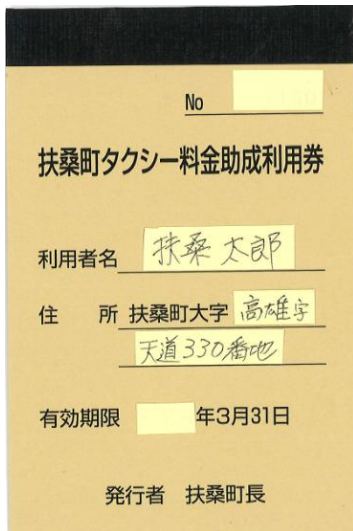 No
扶桑町タクシー料金助成利用券
利用者名 扶桑 太郎
住 所 扶桑町大字 高雄字
天道330番地
有効期限 年3月31日
発行者 扶桑町長